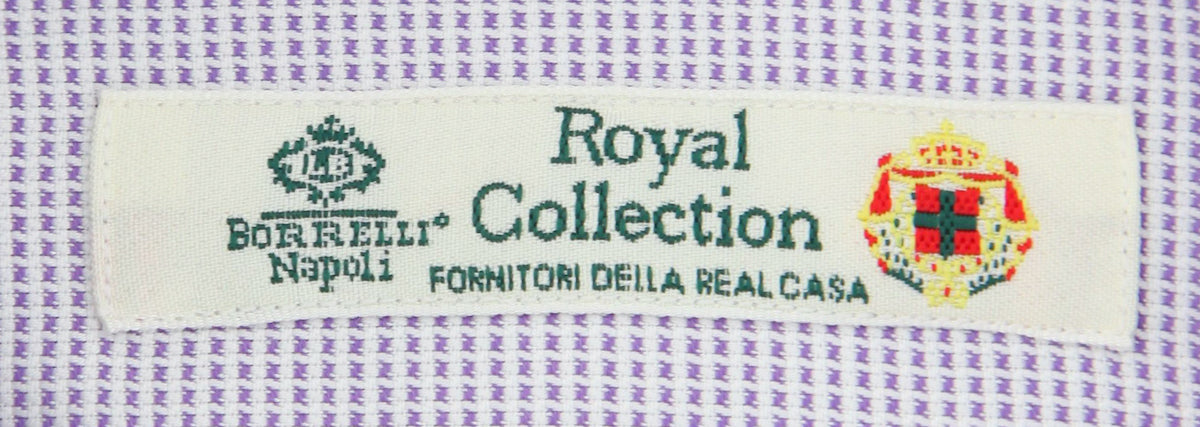 LB
BORRELLI
Napoli
Royal
Collection
FORNITORI DELLA REAL CASA